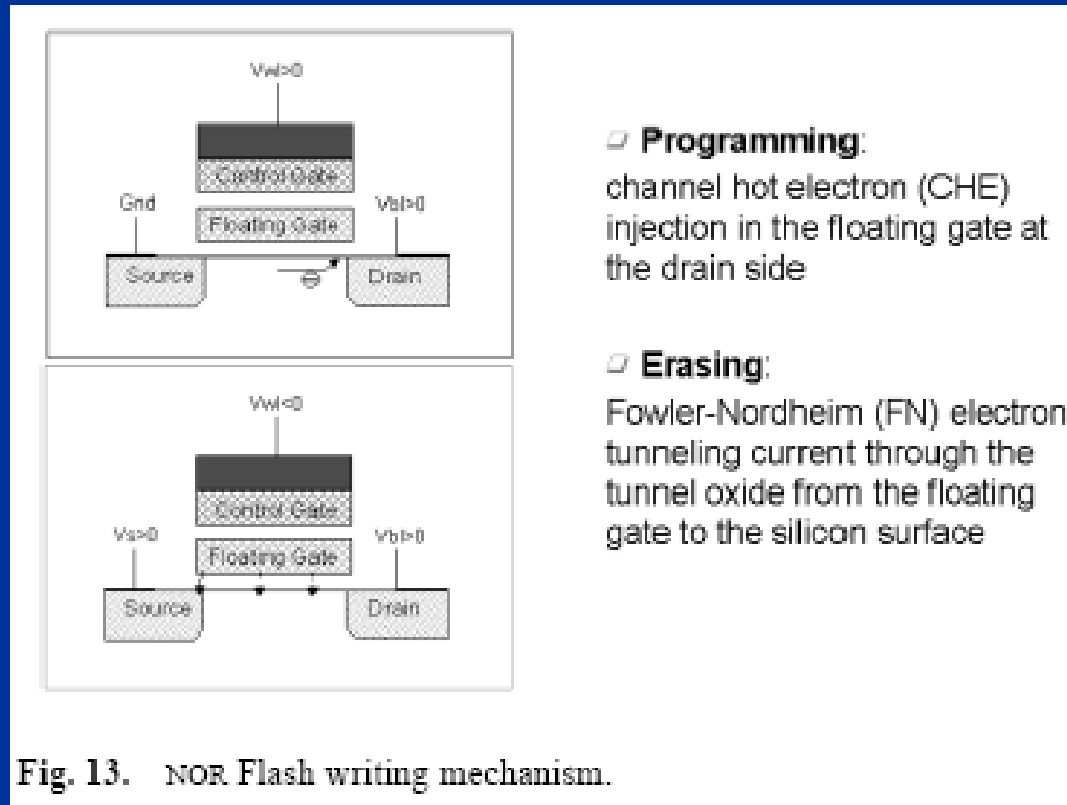 Vwl>0
Control Gate
Gnd
Vbl>0
Floating Gate
Source
Drain
Programming:
channel hot electron (CHE)
injection in the floating gate at
the drain side
Vwl<0
Control Gate
Vs>0
Vbl>0
Floating Gate
Source
Drain
Erasing:
Fowler-Nordheim (FN) electron
tunneling current through the
tunnel oxide from the floating
gate to the silicon surface
Fig. 13. NOR Flash writing mechanism.